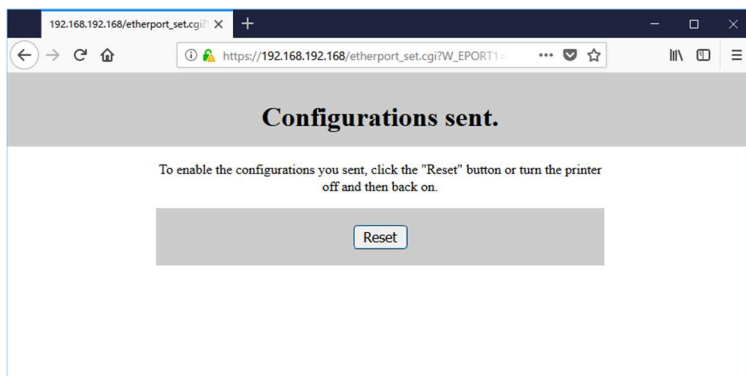 192.168.192.168/etherport_set.cgi?
https://192.168.192.168/etherport_set.cgi?W_EPORT1=
Configurations sent.
To enable the configurations you sent, click the "Reset" button or turn the printer
off and then back on.
Reset